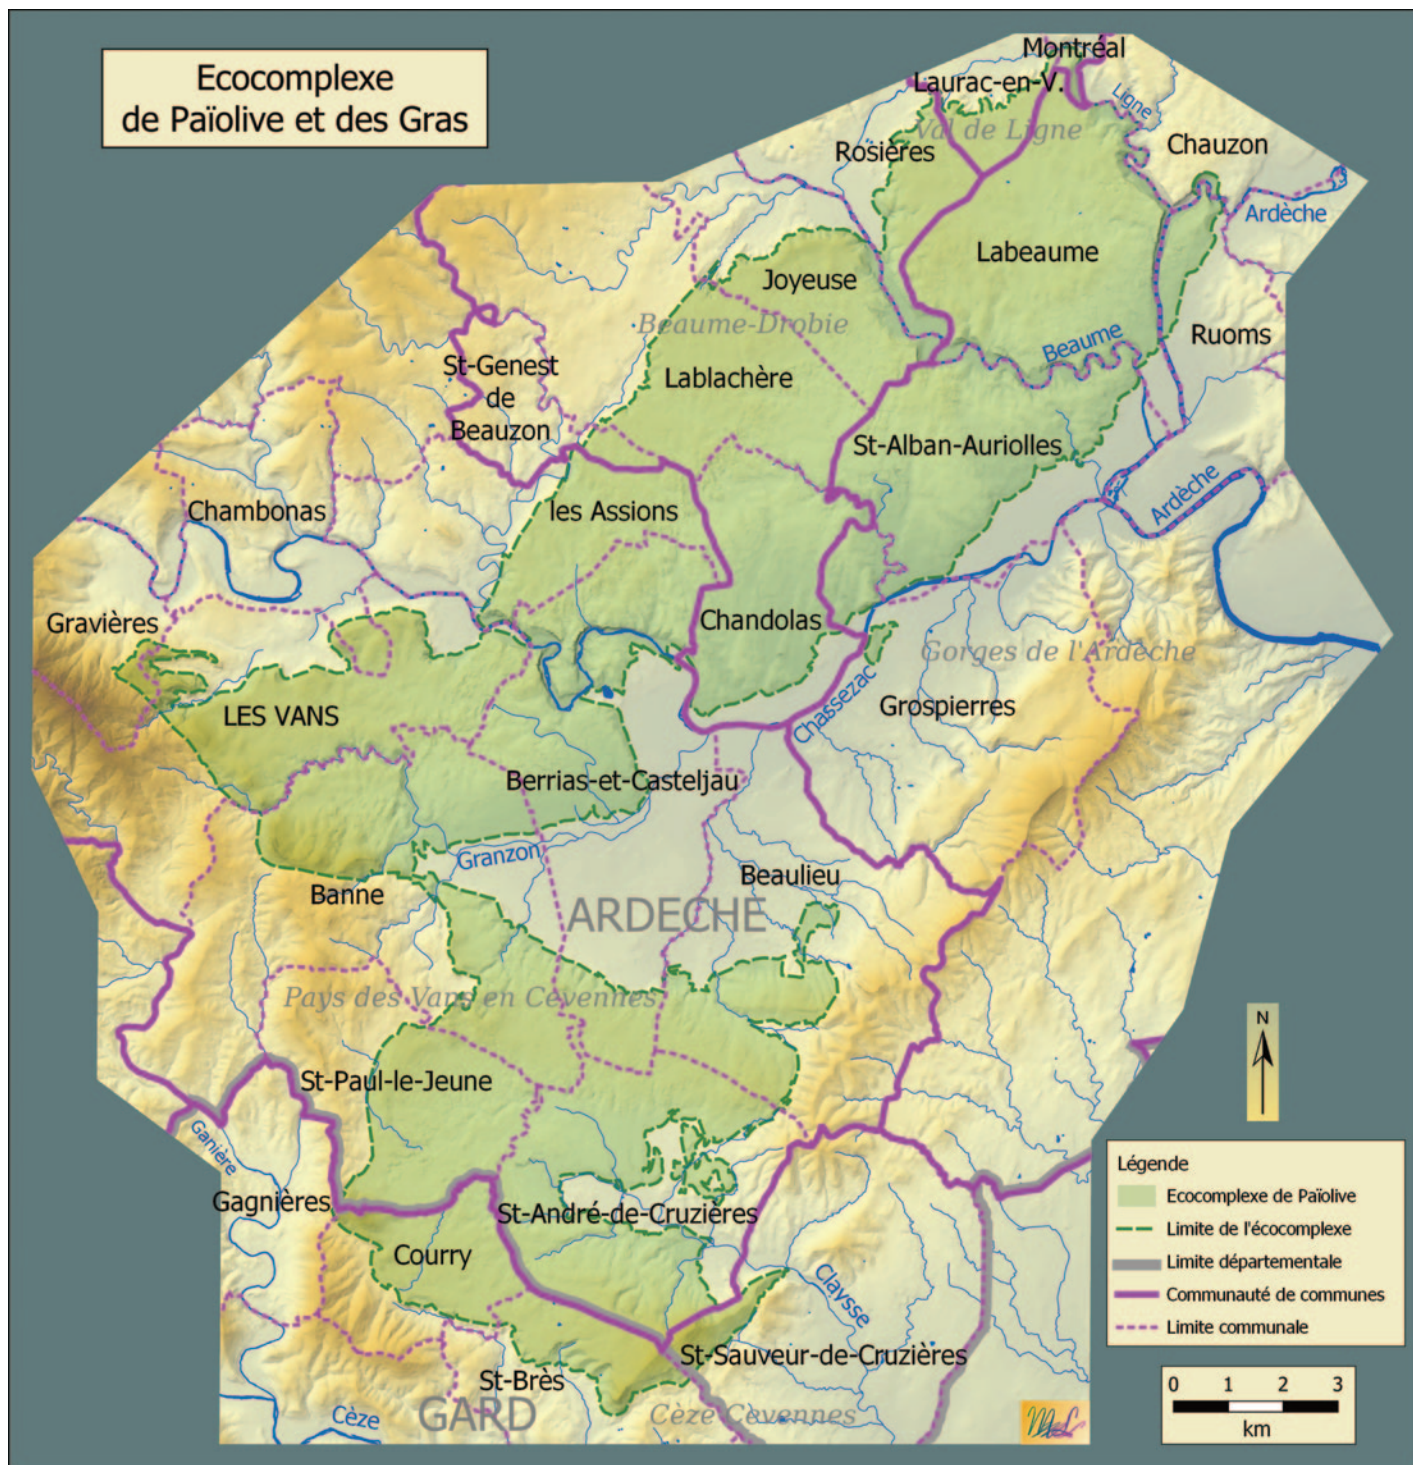 Ecocomplexe
de Païolive et des Gras
Montréal
Laurac-en-V.
Ligne
Val de Ligne
Chauzon
Rosières
Ardèche
Labeaume
Joyeuse
Beaume-Drobie
Beaume
Ruoms
St-Genest
de
Beauzon
Lablachère
St-Alban-Auriolles
Ardèche
Chambonas
les Assions
Gravières
Chandolas
Gorges de l'Ardèche
Chassezac
Grospierres
LES VANS
Berrias-et-Casteljau
Granzon
Beaulieu
Banne
ARDECHE
Pays des Vans en Cévennes
N
St-Paul-le-Jeune
Ganière
Gagnières
St-André-de-Cruzières
Courry
Claysse
St-Sauveur-de-Cruzières
St-Brès
Cèze
GARD
Cèze Cévennes
Légende
Ecocomplexe de Païolive
Limite de l'écocomplexe
Limite départementale
Communauté de communes
Limite communale
0 1 2 3
km